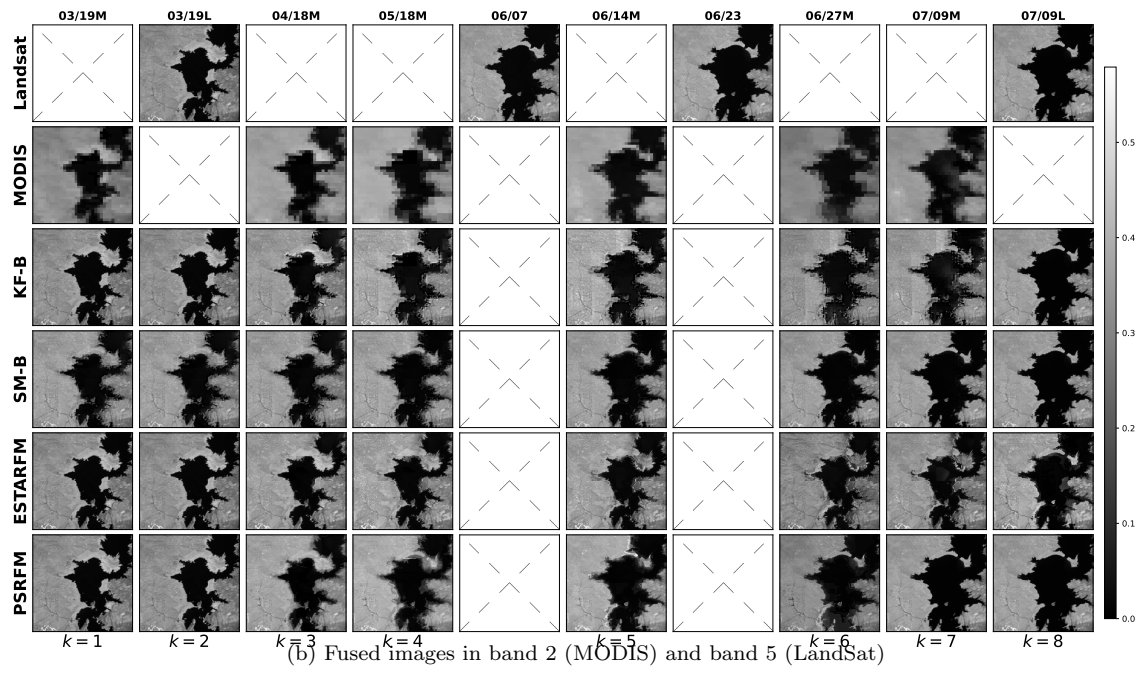 03/19M 03/19L 04/18M 05/18M 06/07 06/14M 06/23 06/27M 07/09M 07/09L
Landsat
MODIS
KF-B
SM-B
ESTARFM
PSRFM
0.5
0.4
0.3
0.2
0.1
0.0
k = 1 k = 2 k = 3 k = 4 k = 5 k = 6 k = 7 k = 8
(b) Fused images in band 2 (MODIS) and band 5 (LandSat)